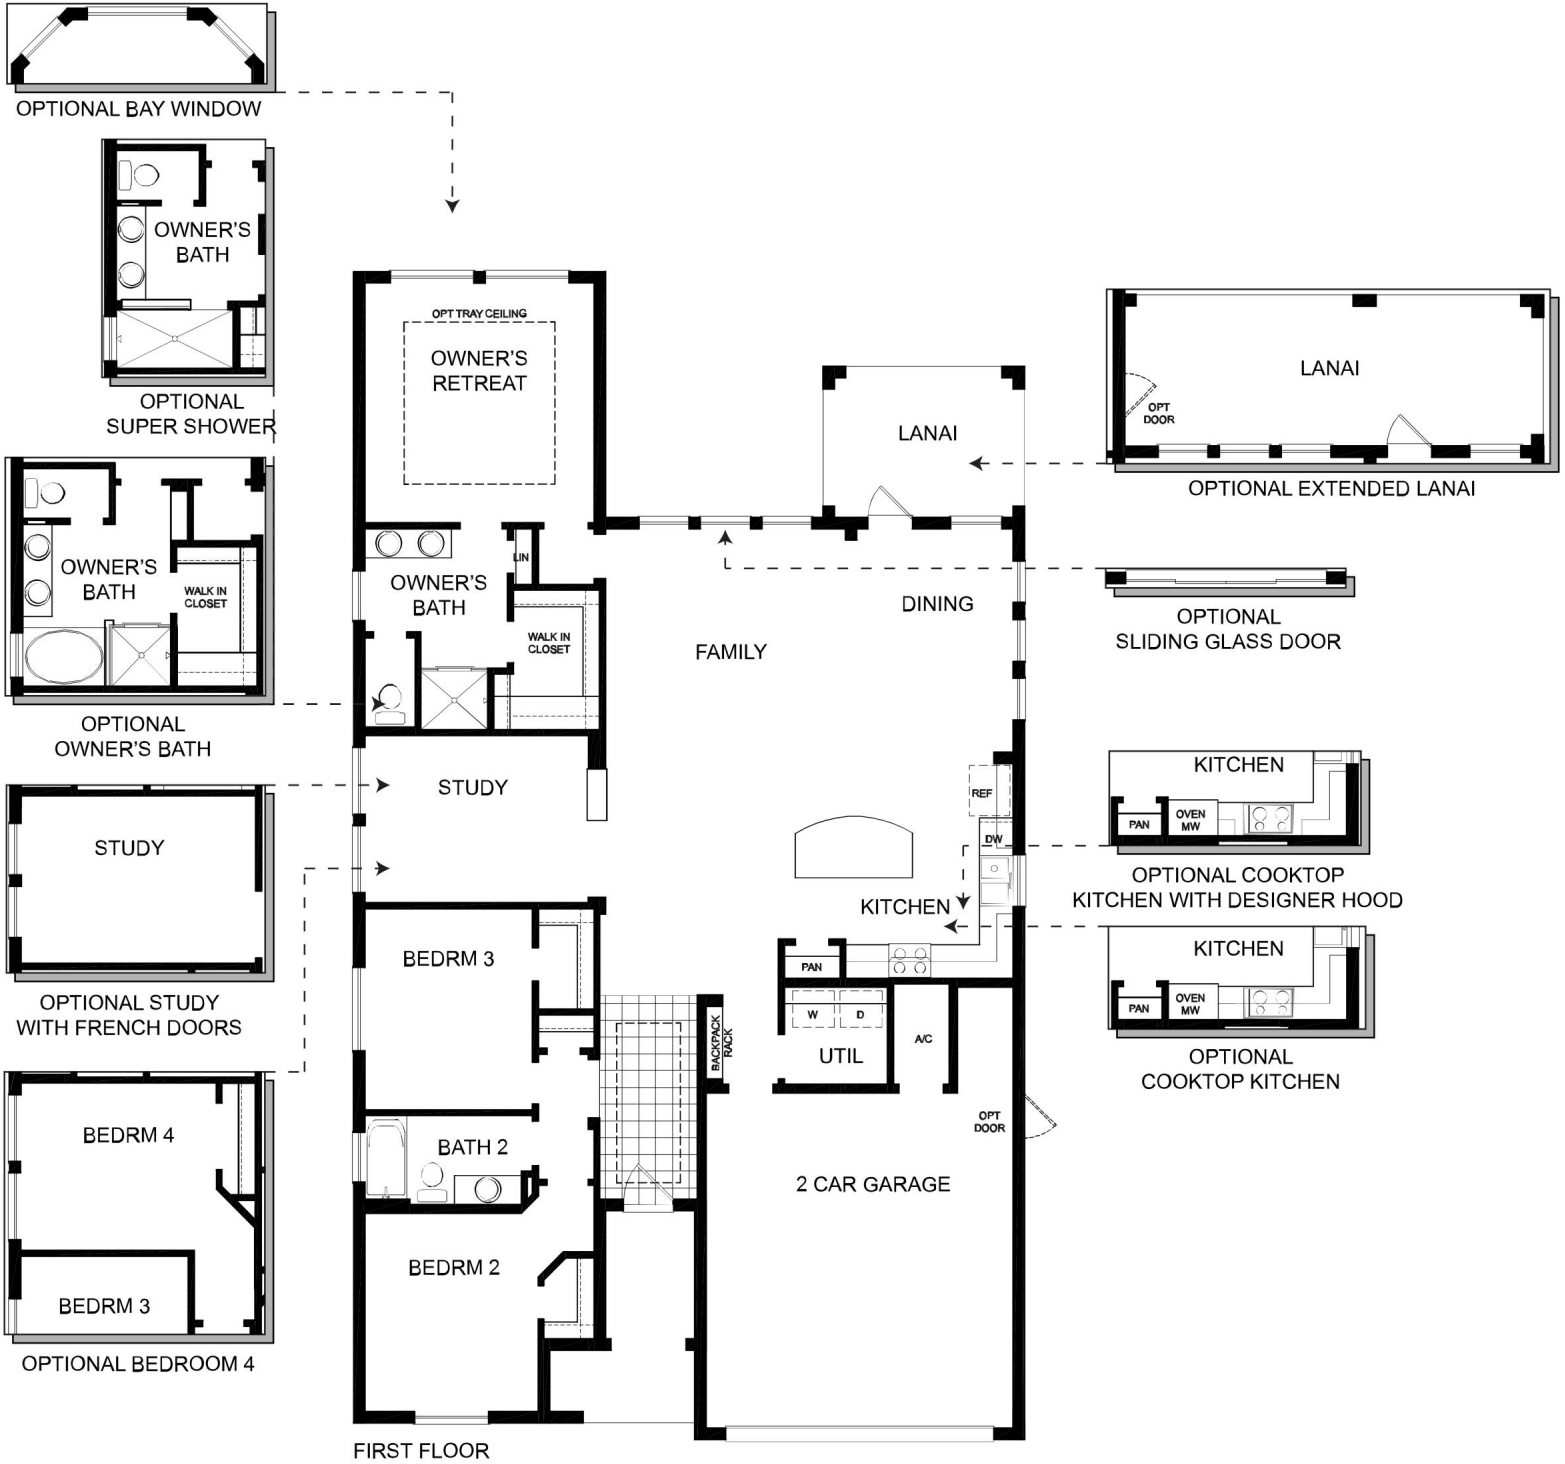 OPTIONAL BAY WINDOW
OWNER'S
BATH
OPTIONAL
SUPER SHOWER
OWNER'S
BATH
WALK IN
CLOSET
OPTIONAL
OWNER'S BATH
STUDY
OPTIONAL STUDY
WITH FRENCH DOORS
BEDRM 4
BEDRM 3
OPTIONAL BEDROOM 4
OPT TRAY CEILING
OWNER'S
RETREAT
LANAI
LIN
OWNER'S
BATH
WALK IN
CLOSET
DINING
FAMILY
STUDY
REF
DW
KITCHEN
PAN
BEDRM 3
BACKPACK
RACK
W
D
UTIL
A/C
OPT
DOOR
BATH 2
2 CAR GARAGE
BEDRM 2
FIRST FLOOR
LANAI
OPT
DOOR
OPTIONAL EXTENDED LANAI
OPTIONAL
SLIDING GLASS DOOR
KITCHEN
PAN
OVEN
MW
OPTIONAL COOKTOP
KITCHEN WITH DESIGNER HOOD
KITCHEN
PAN
OVEN
MW
OPTIONAL
COOKTOP KITCHEN